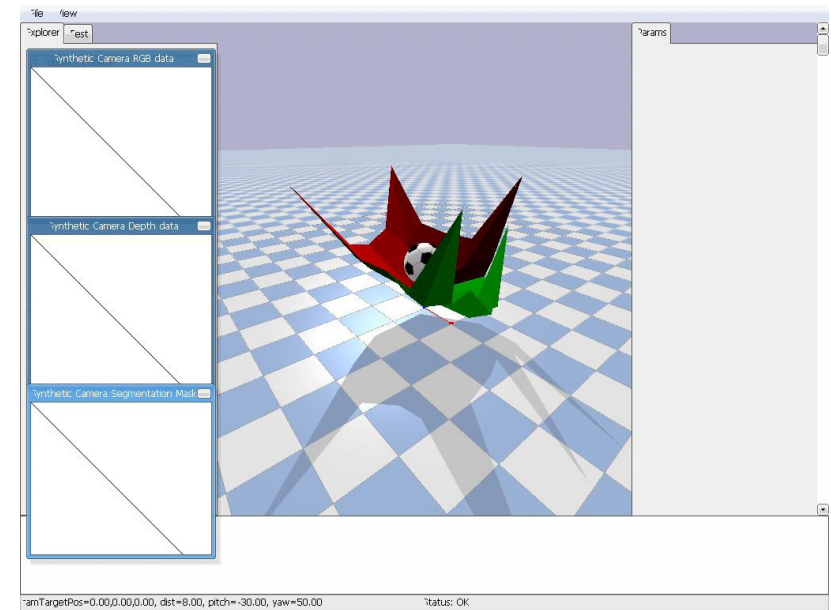 File View
Explorer Test
Params
Synthetic Camera RGB data
Synthetic Camera Depth data
Synthetic Camera Segmentation Mask
camTargetPos=0.00,0.00,0.00, dist=8.00, pitch=-30.00, yaw=50.00 Status: OK